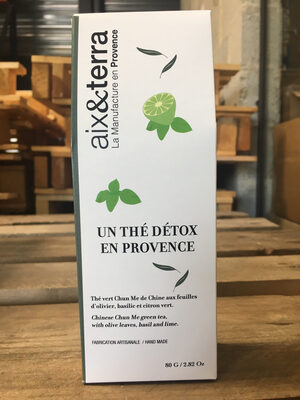 aix&terra
La Manufacture en Provence
UN THÉ DÉTOX
EN PROVENCE
Thé vert Chun Me de Chine aux feuilles
d'olivier, basilic et citron vert.
Chinese Chun Me green tea,
with olive leaves, basil and lime.
FABRICATION ARTISANALE / HAND MADE
80 G / 2.82 Oz